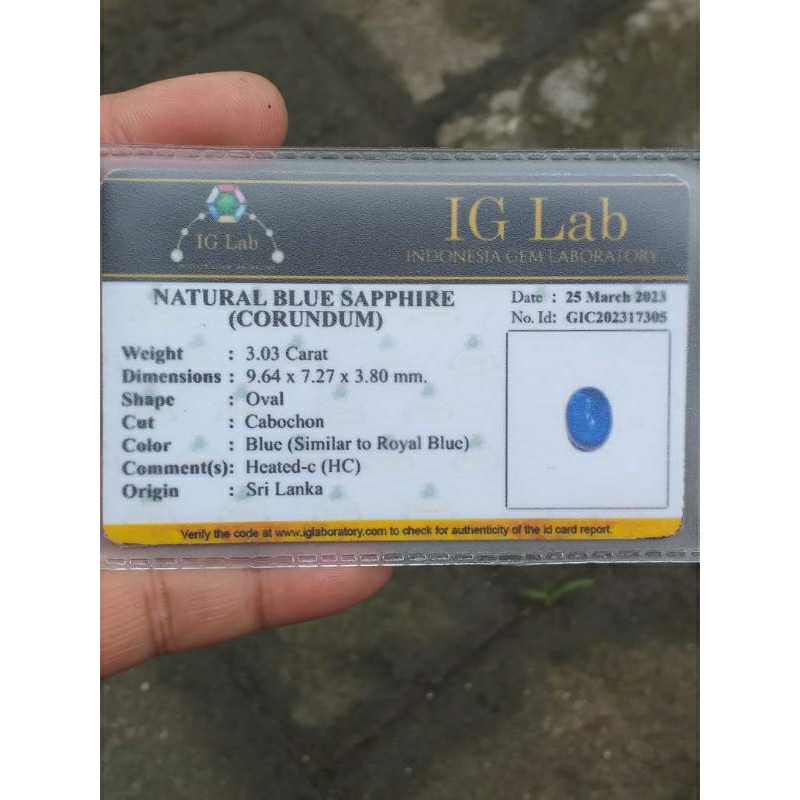 IG Lab
IG Lab
INDONESIA GEM LABORATORY
NATURAL BLUE SAPPHIRE
(CORUNDUM)
Date : 25 March 2023
No. Id: GIC202317305
Weight : 3.03 Carat
Dimensions : 9.64 x 7.27 x 3.80 mm.
Shape : Oval
Cut : Cabochon
Color : Blue (Similar to Royal Blue)
Comment(s): Heated-c (HC)
Origin : Sri Lanka
Verify the code at www.iglaboratory.com to check for authenticity of the id card report.